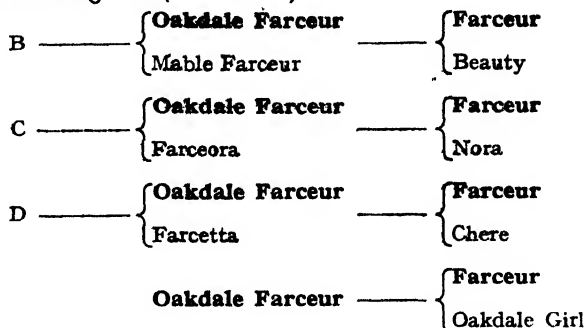 Oakdale Farceur Farceur
B
Mable Farceur Beauty
Oakdale Farceur Farceur
C
Farceora Nora
Oakdale Farceur Farceur
D
Farcetta Chere
Farceur
Oakdale Farceur
Oakdale Girl